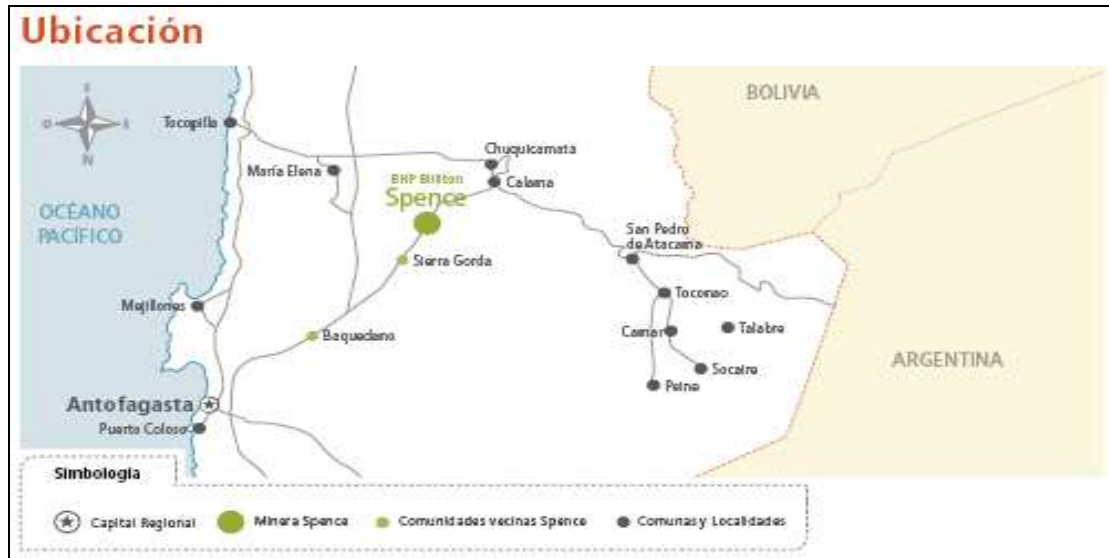 Ubicación
BOLIVIA
S
O
E
N
Tocopilla
Chuquicamata
María Elena
Calama
BHP Billiton
Spence
OCÉANO
PACÍFICO
San Pedro
de Atacama
Sierra Gorda
Toconao
Mejillones
Baquedano
Camar
Talabre
ARGENTINA
Socaire
Peine
Antofagasta
Puerto Coloso
Simbología
Capital Regional
Minera Spence
Comunidades vecinas Spence
Comunas y Localidades